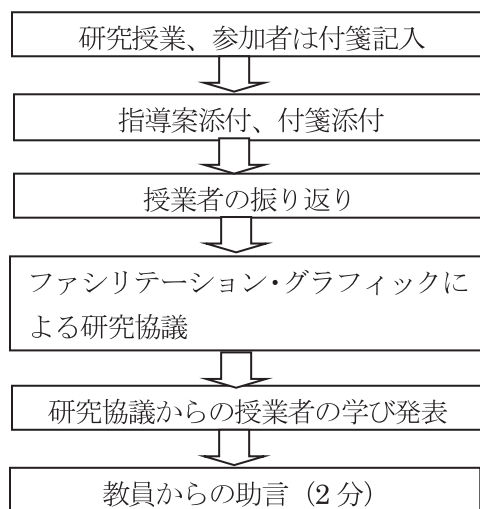 研究授業、参加者は付箋記入
指導案添付、付箋添付
授業者の振り返り
ファシリテーション・グラフィックに
よる研究協議
研究協議からの授業者の学び発表
教員からの助言（2 分）